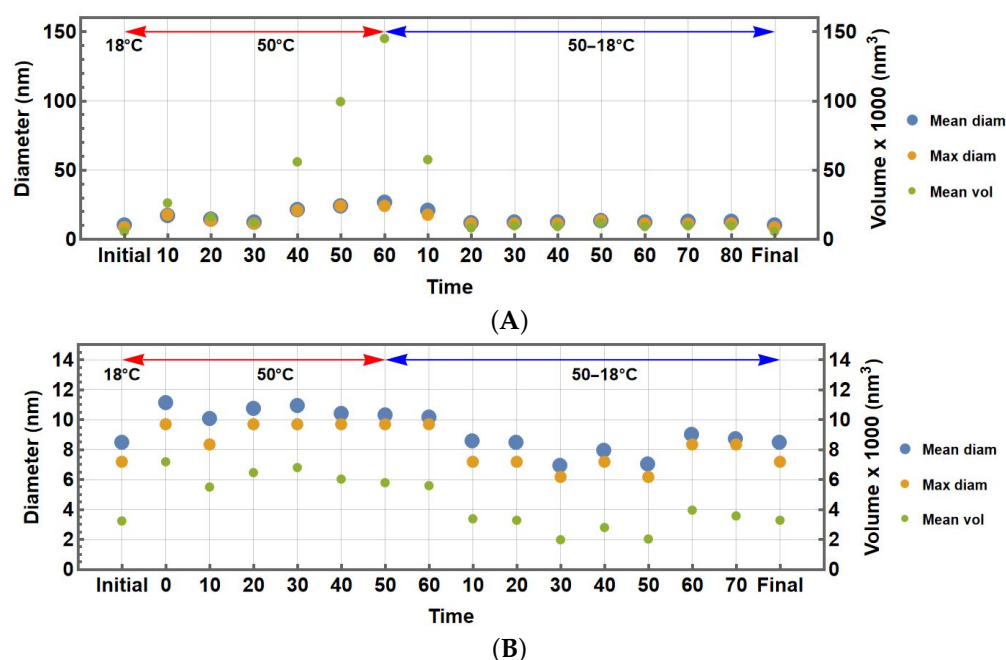 150
100
50
0
Diameter (nm)
18°C
50°C
50–18°C
150
100
50
0
Volume x 1000 (nm³)
Mean diam
Max diam
Mean vol
Initial 10 20 30 40 50 60 10 20 30 40 50 60 70 80 Final
Time
(A)
14
12
10
8
6
4
2
0
Diameter (nm)
18°C
50°C
50–18°C
14
12
10
8
6
4
2
0
Volume x 1000 (nm³)
Mean diam
Max diam
Mean vol
Initial 0 10 20 30 40 50 60 10 20 30 40 50 60 70 Final
Time
(B)